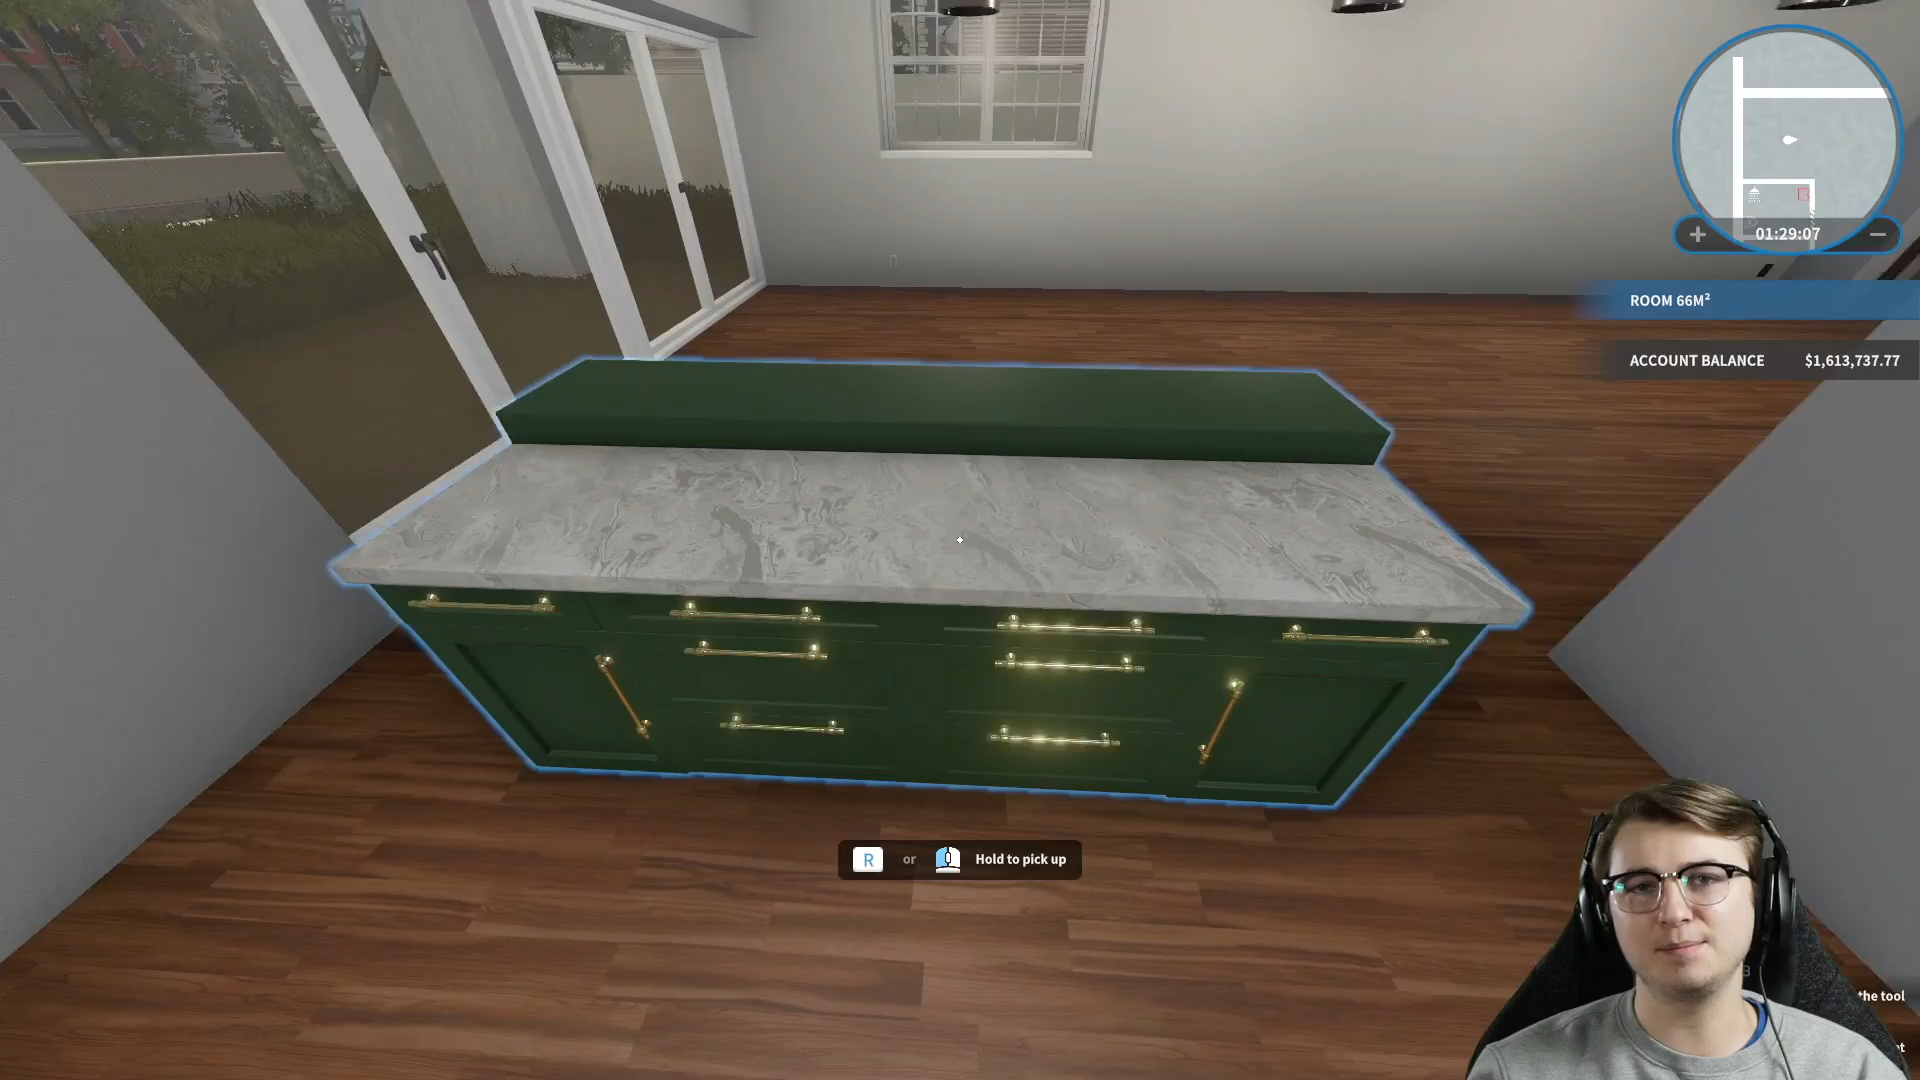 01:29:07
ROOM 66M²
ACCOUNT BALANCE $1,613,737.77
R or Hold to pick up
the tool